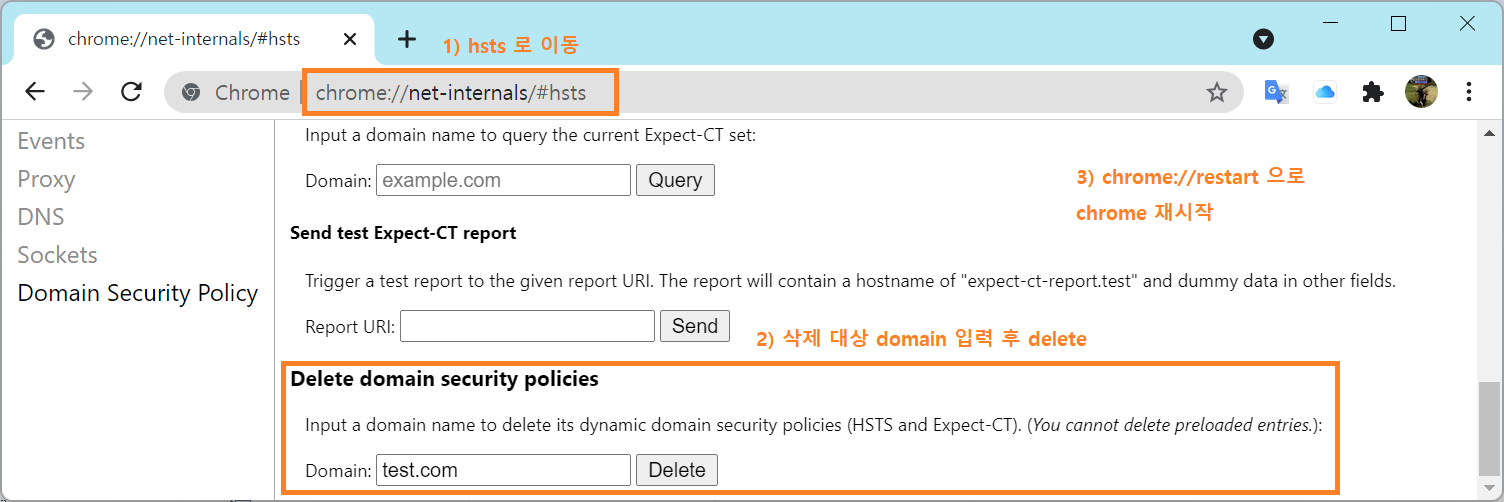 chrome://net-internals/#hsts
1) hsts 로 이동
Chrome | chrome://net-internals/#hsts
Events
Proxy
DNS
Sockets
Domain Security Policy
Input a domain name to query the current Expect-CT set:
Domain: example.com Query
3) chrome://restart 으로
chrome 재시작
Send test Expect-CT report
Trigger a test report to the given report URI. The report will contain a hostname of "expect-ct-report.test" and dummy data in other fields.
Report URI: Send
2) 삭제 대상 domain 입력 후 delete
Delete domain security policies
Input a domain name to delete its dynamic domain security policies (HSTS and Expect-CT). (You cannot delete preloaded entries.):
Domain: test.com Delete